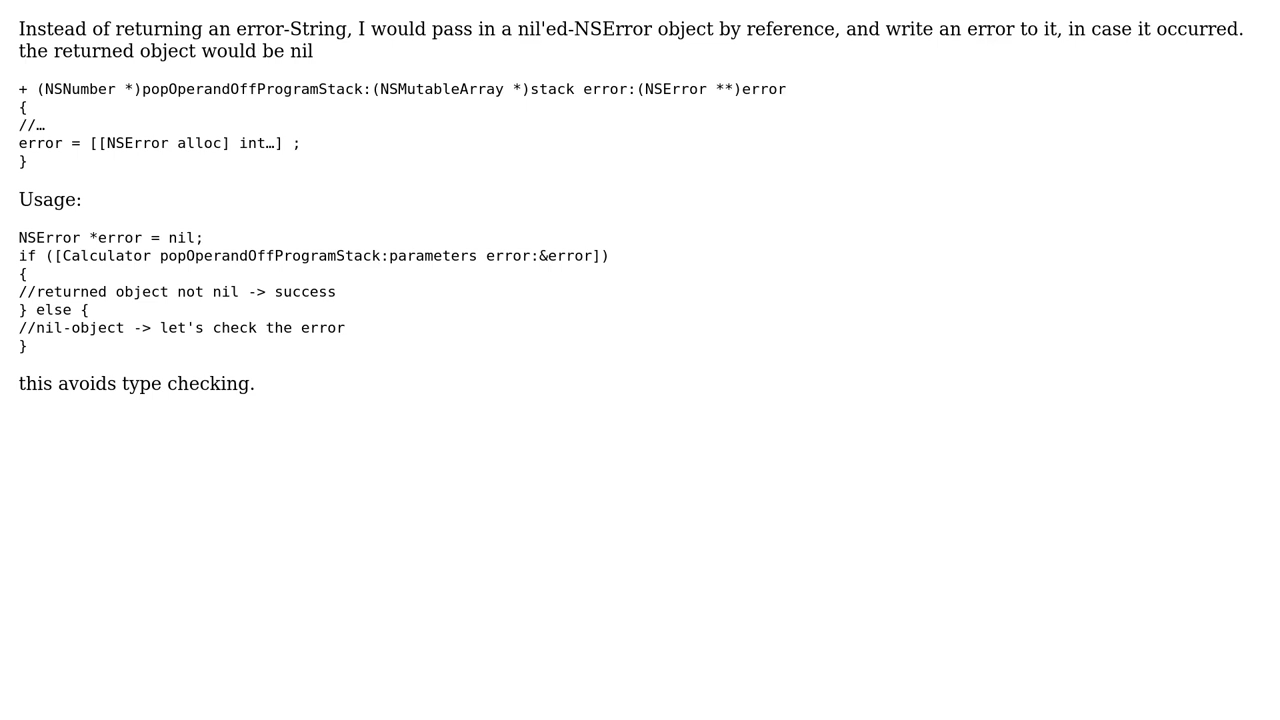 Instead of returning an error-String, I would pass in a nil'ed-NSError object by reference, and write an error to it, in case it occurred.
the returned object would be nil
+ (NSNumber *)popOperandOffProgramStack:(NSMutableArray *)stack error:(NSError **)error
{
//…
error = [[NSError alloc] int…] ;
}
Usage:
NSError *error = nil;
if ([Calculator popOperandOffProgramStack:parameters error:&error])
{
//returned object not nil -> success
} else {
//nil-object -> let's check the error
}
this avoids type checking.